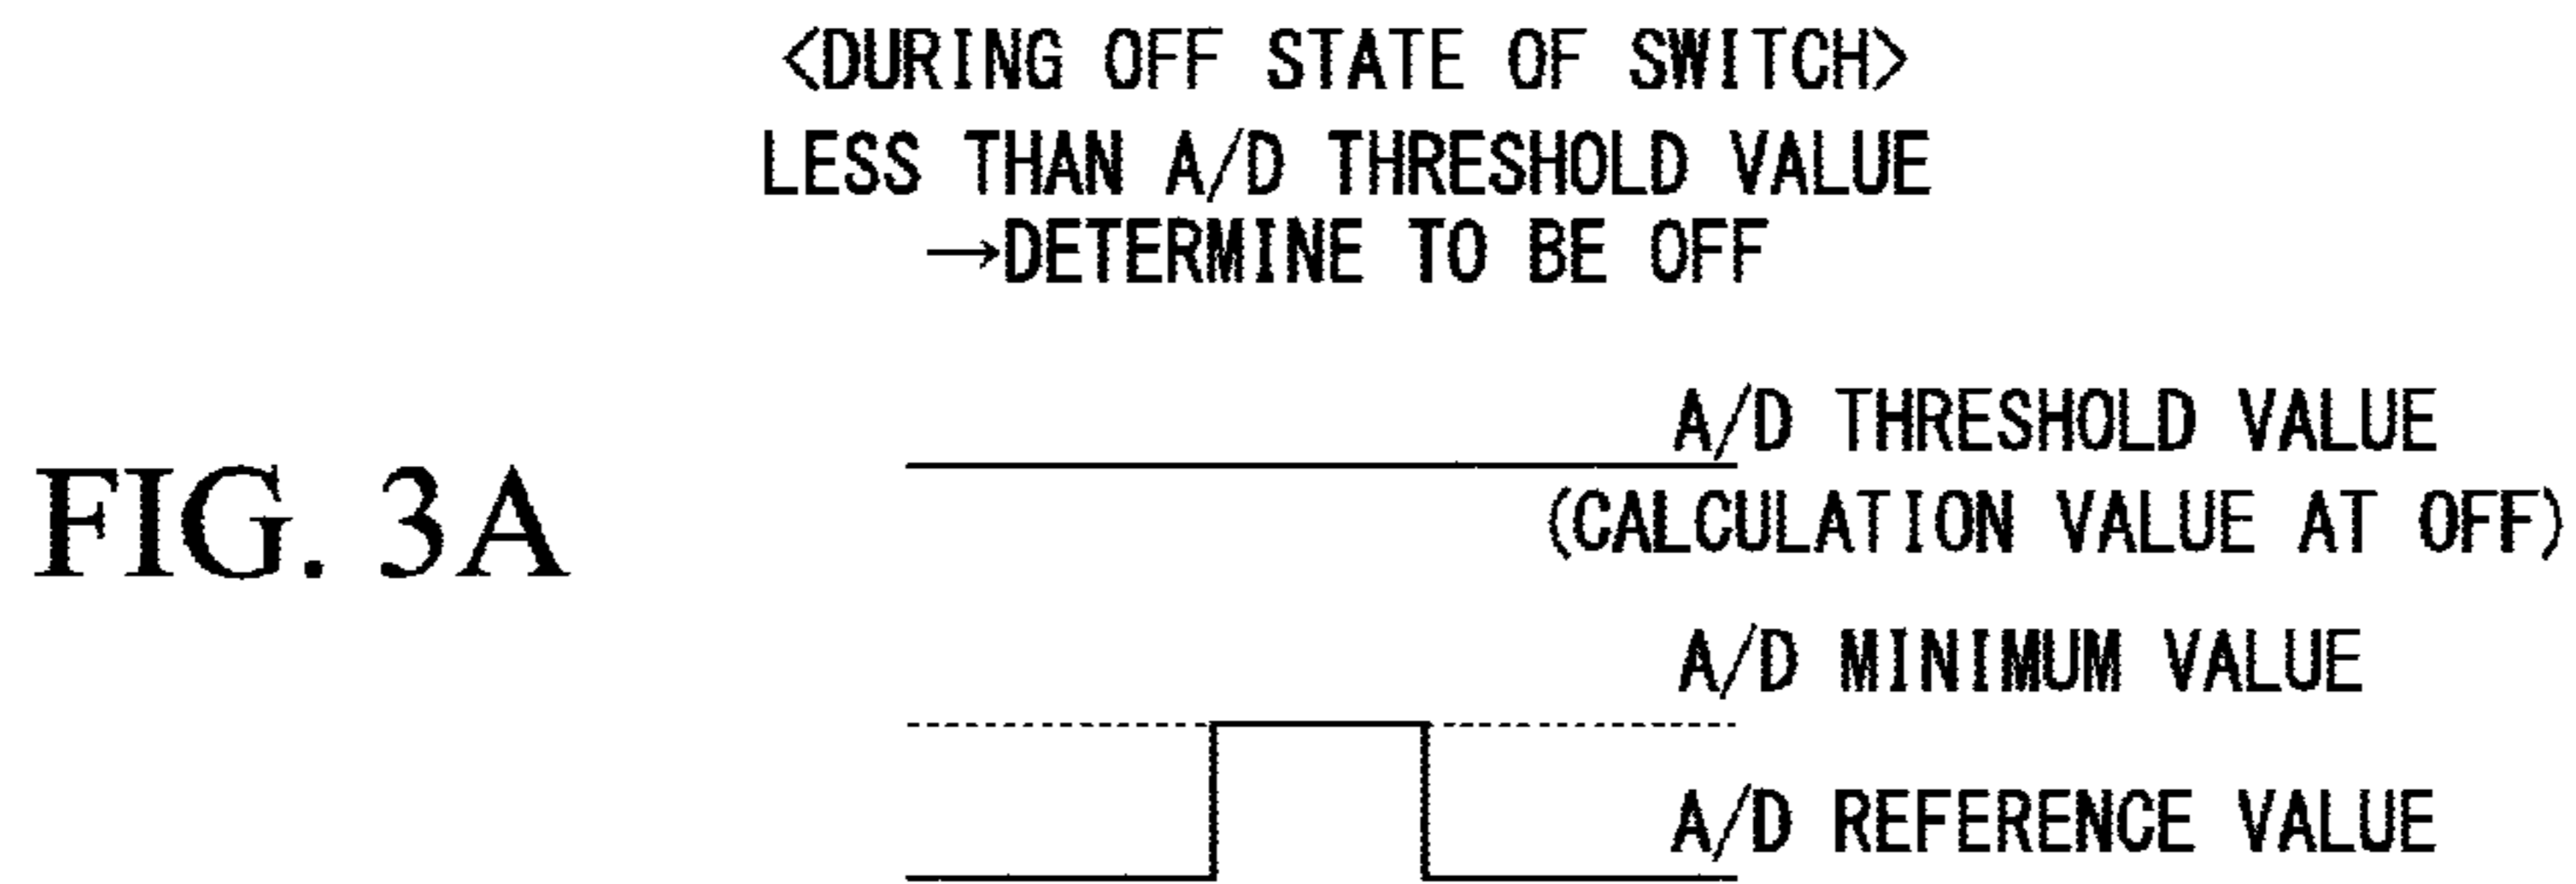 <DURING OFF STATE OF SWITCH>
LESS THAN A/D THRESHOLD VALUE
→DETERMINE TO BE OFF
A/D THRESHOLD VALUE
FIG. 3A
(CALCULATION VALUE AT OFF)
A/D MINIMUM VALUE
A/D REFERENCE VALUE